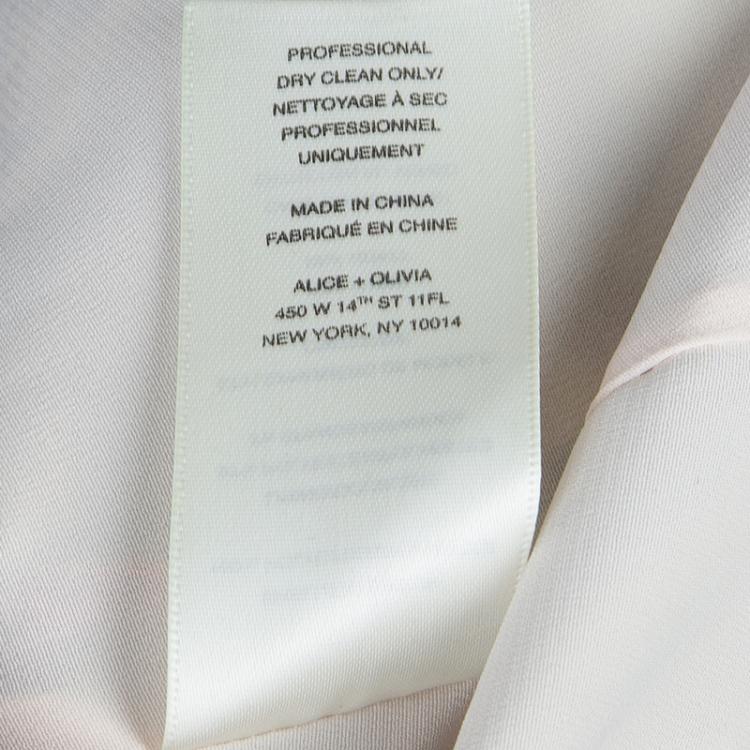 PROFESSIONAL
DRY CLEAN ONLY/
NETTOYAGE À SEC
PROFESSIONNEL
UNIQUEMENT
MADE IN CHINA
FABRIQUÉ EN CHINE
ALICE + OLIVIA
450 W 14TH ST 11FL
NEW YORK, NY 10014